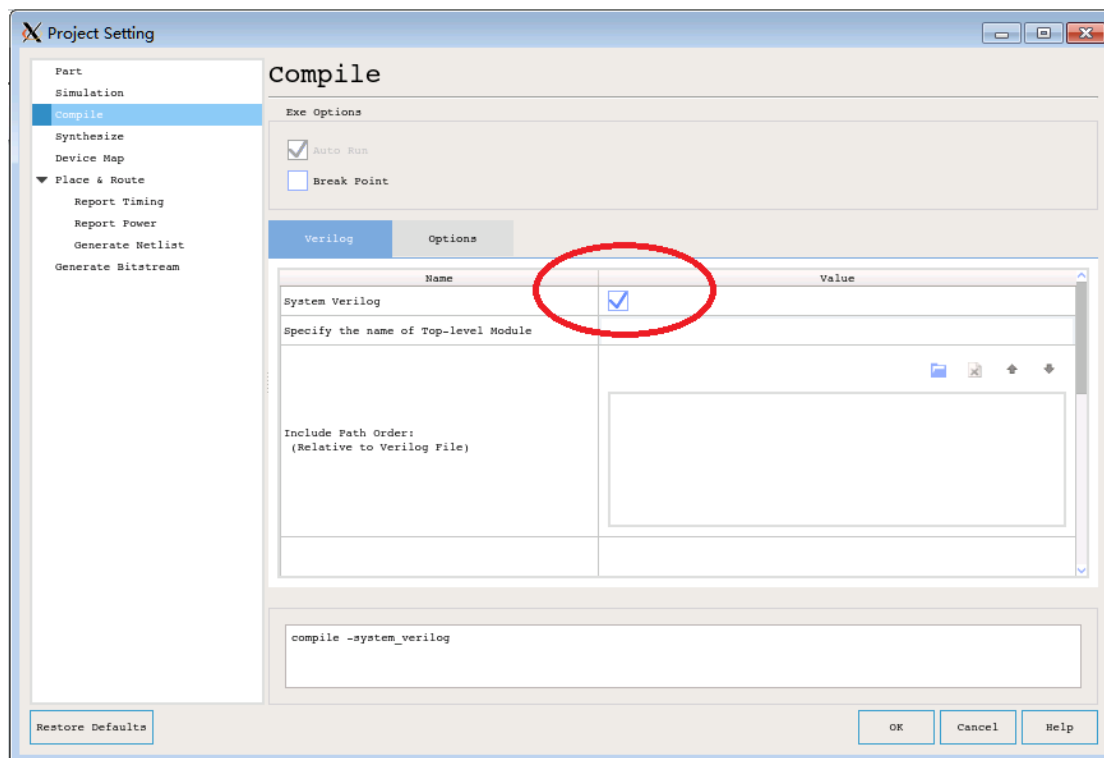 Project Setting
Part
Simulation
Compile
Synthesize
Device Map
Place & Route
Report Timing
Report Power
Generate Netlist
Generate Bitstream
Compile
Exe Options
Auto Run
Break Point
Verilog
Options
Name
Value
System Verilog
Specify the name of Top-level Module
Include Path Order:
(Relative to Verilog File)
compile -system_verilog
Restore Defaults
OK
Cancel
Help